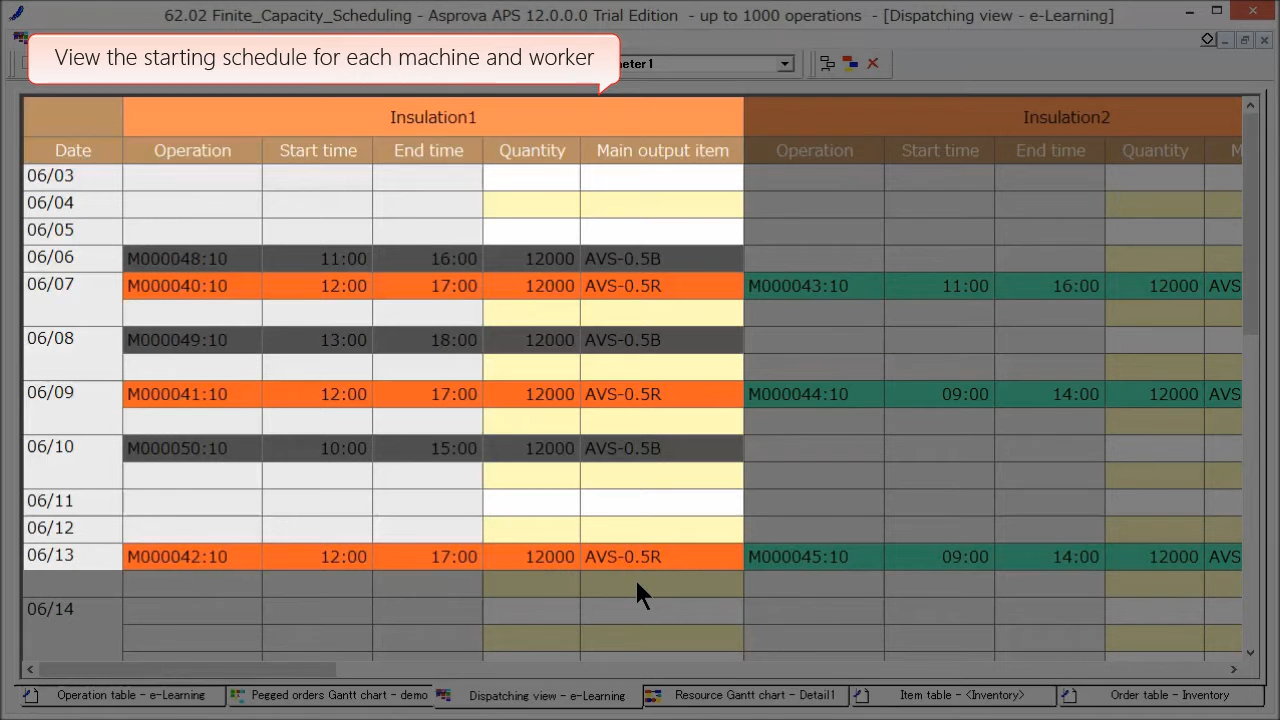 62.02 Finite_Capacity_Scheduling - Asprova APS 12.0.0.0 Trial Edition - up to 1000 operations - [Dispatching view - e-Learning]
View the starting schedule for each machine and worker
meter 1
Insulation1 Insulation2
Date Operation Start time End time Quantity Main output item Operation Start time End time Quantity M
06/03
06/04
06/05
06/06 M000048:10 11:00 16:00 12000 AVS-0.5B
06/07 M000040:10 12:00 17:00 12000 AVS-0.5R M000043:10 11:00 16:00 12000 AVS
06/08 M000049:10 13:00 18:00 12000 AVS-0.5B
06/09 M000041:10 12:00 17:00 12000 AVS-0.5R M000044:10 09:00 14:00 12000 AVS
06/10 M000050:10 10:00 15:00 12000 AVS-0.5B
06/11
06/12
06/13 M000042:10 12:00 17:00 12000 AVS-0.5R M000045:10 09:00 14:00 12000 AVS
06/14
Operation table - e-Learning Pegged orders Gantt chart - demo Dispatching view - e-Learning Resource Gantt chart - Detail1 Item table - <Inventory> Order table - Inventory